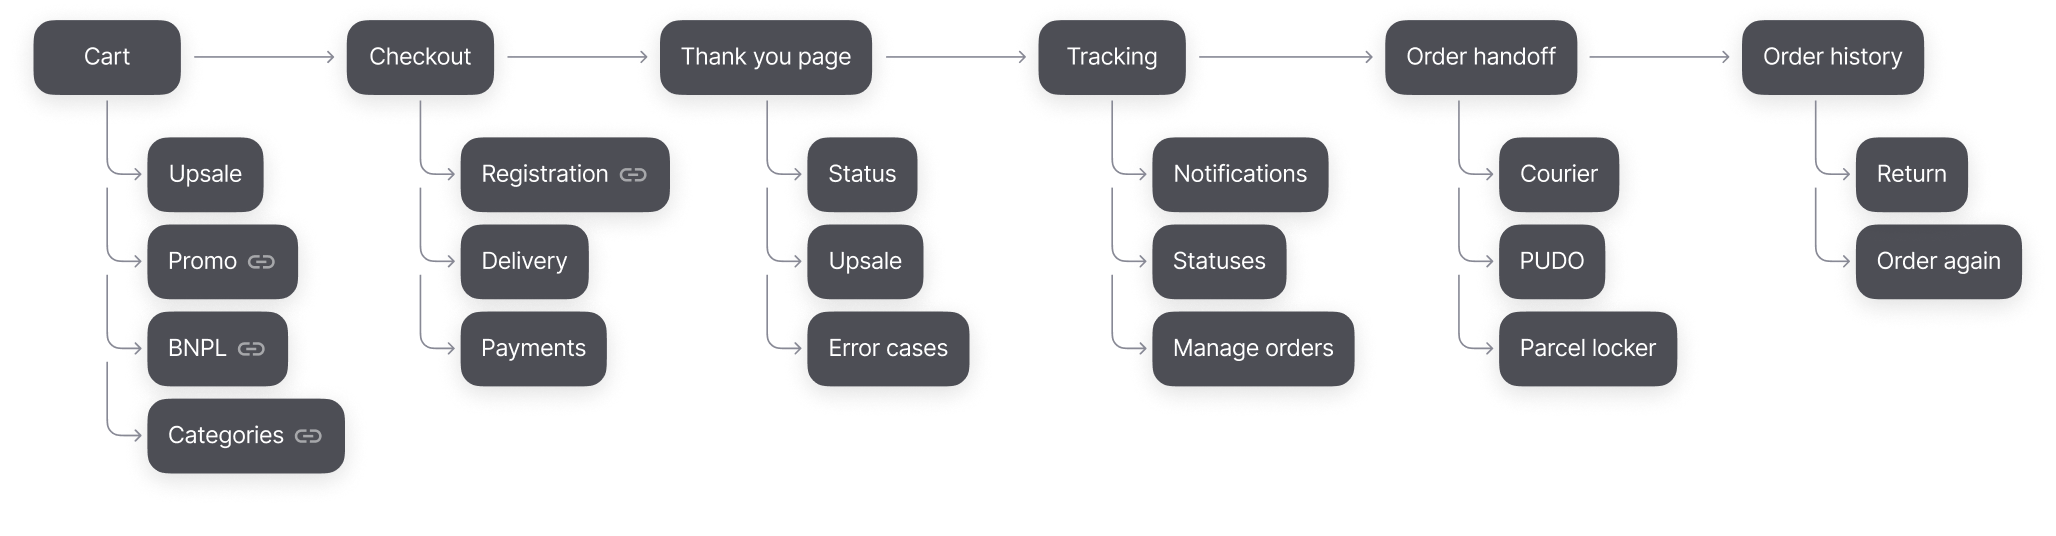 Cart
Upsale
Promo
BNPL
Categories
Checkout
Registration
Delivery
Payments
Thank you page
Status
Upsale
Error cases
Tracking
Notifications
Statuses
Manage orders
Order handoff
Courier
PUDO
Parcel locker
Order history
Return
Order again